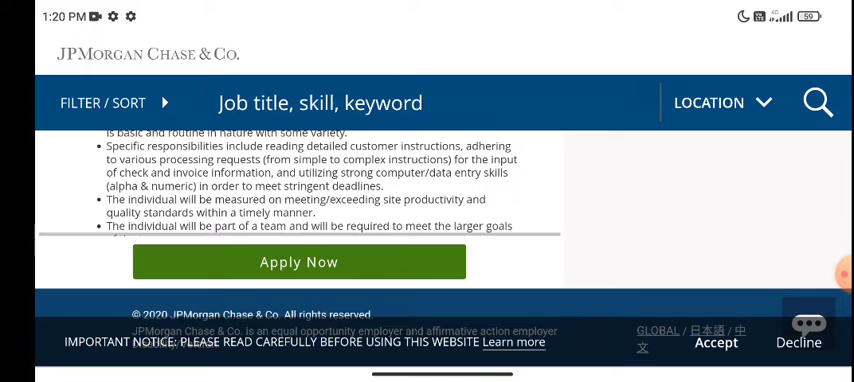 1:20 PM
4G
59
JPMORGAN CHASE & CO.
FILTER / SORT
Job title, skill, keyword
LOCATION
is basic and routine in nature with some variety.
• Specific responsibilities include reading detailed customer instructions, adhering
to various processing requests (from simple to complex instructions) for the input
of check and invoice information, and utilizing strong computer/data entry skills
(alpha & numeric) in order to meet stringent deadlines.
• The individual will be measured on meeting/exceeding site productivity and
quality standards within a timely manner.
• The individual will be part of a team and will be required to meet the larger goals
Apply Now
© 2020 JPMorgan Chase & Co. All rights reserved.
JPMorgan Chase & Co. is an equal opportunity employer and affirmative action employer
GLOBAL / 日本語 / 中
文
IMPORTANT NOTICE: PLEASE READ CAREFULLY BEFORE USING THIS WEBSITE Learn more
Accept
Decline